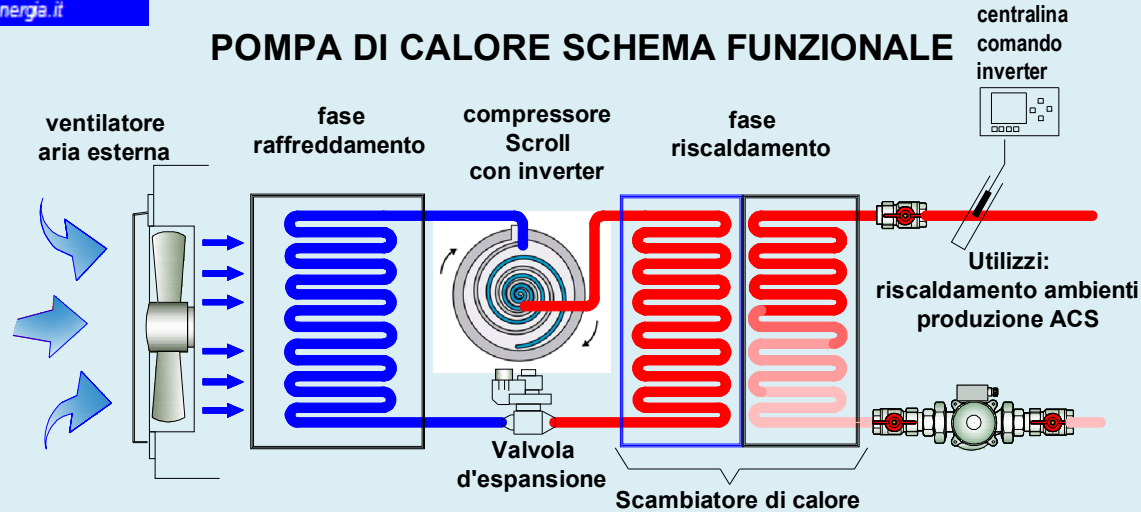 nergia.it
POMPA DI CALORE SCHEMA FUNZIONALE
centralina
comando
inverter
ventilatore
aria esterna
fase
raffreddamento
compressore
Scroll
con inverter
fase
riscaldamento
Utilizzi:
riscaldamento ambienti
produzione ACS
Valvola
d'espansione
Scambiatore di calore